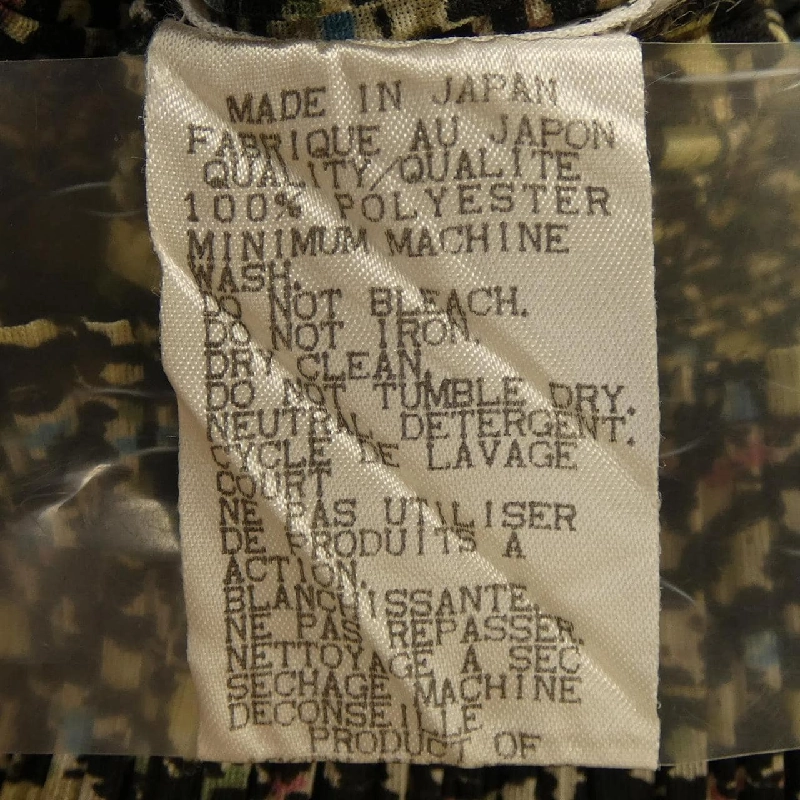 MADE IN JAPAN
FABRIQUE AU JAPON
QUALITY/QUALITE
100% POLYESTER
MINIMUM MACHINE
WASH.
DO NOT BLEACH.
DO NOT IRON.
DRY CLEAN.
DO NOT TUMBLE DRY.
NEUTRAL DETERGENT.
CYCLE DE LAVAGE
COURT
NE PAS UTILISER
DE PRODUITS A
ACTION.
BLANCHISSANTE.
NE PAS REPASSER.
NETTOYAGE A SEC
SECHAGE MACHINE
DECONSEILLE
PRODUCT OF